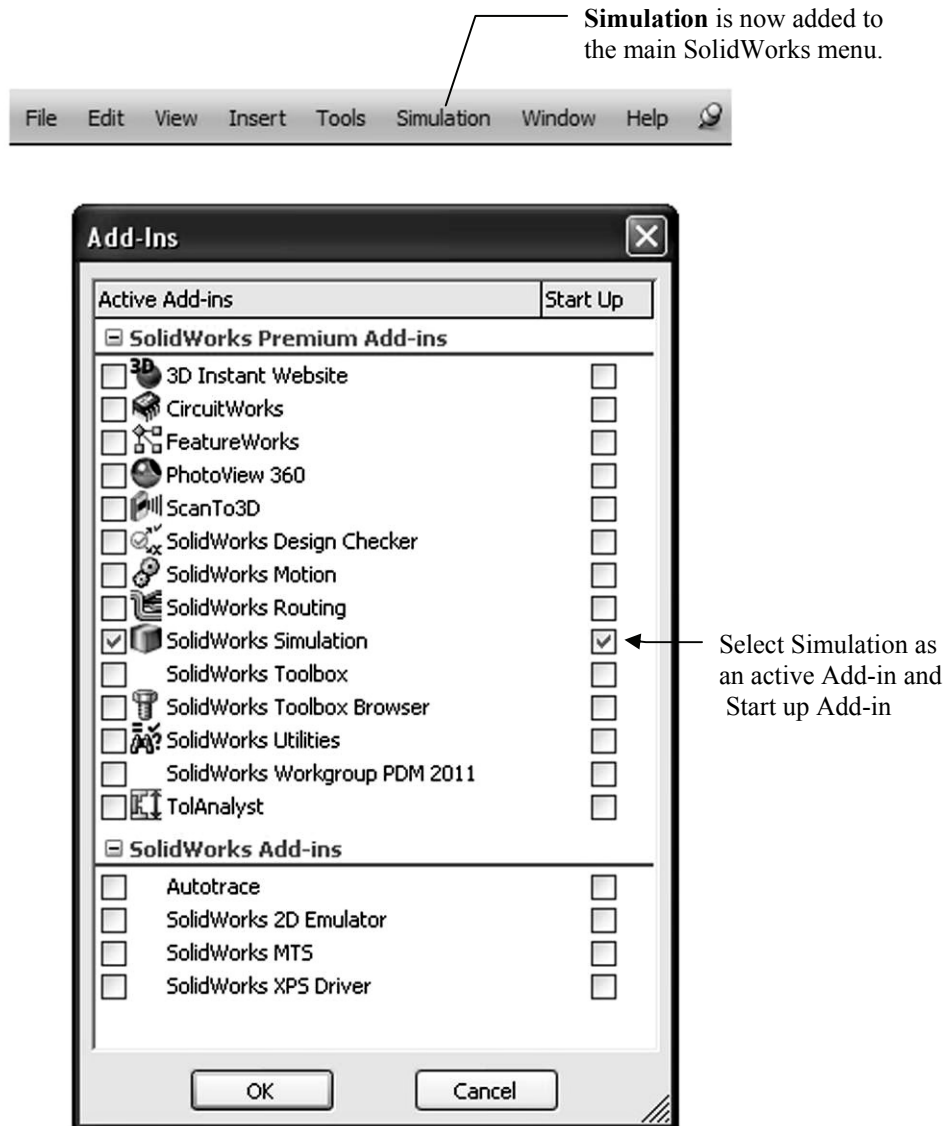 Simulation is now added to
the main SolidWorks menu.
File Edit View Insert Tools Simulation Window Help
Add-Ins
Active Add-ins Start Up
SolidWorks Premium Add-ins
3D 3D Instant Website
CircuitWorks
FeatureWorks
PhotoView 360
ScanTo3D
SolidWorks Design Checker
SolidWorks Motion
SolidWorks Routing
SolidWorks Simulation
SolidWorks Toolbox
SolidWorks Toolbox Browser
SolidWorks Utilities
SolidWorks Workgroup PDM 2011
TolAnalyst
SolidWorks Add-ins
Autotrace
SolidWorks 2D Emulator
SolidWorks MTS
SolidWorks XPS Driver
Select Simulation as
an active Add-in and
Start up Add-in
OK Cancel